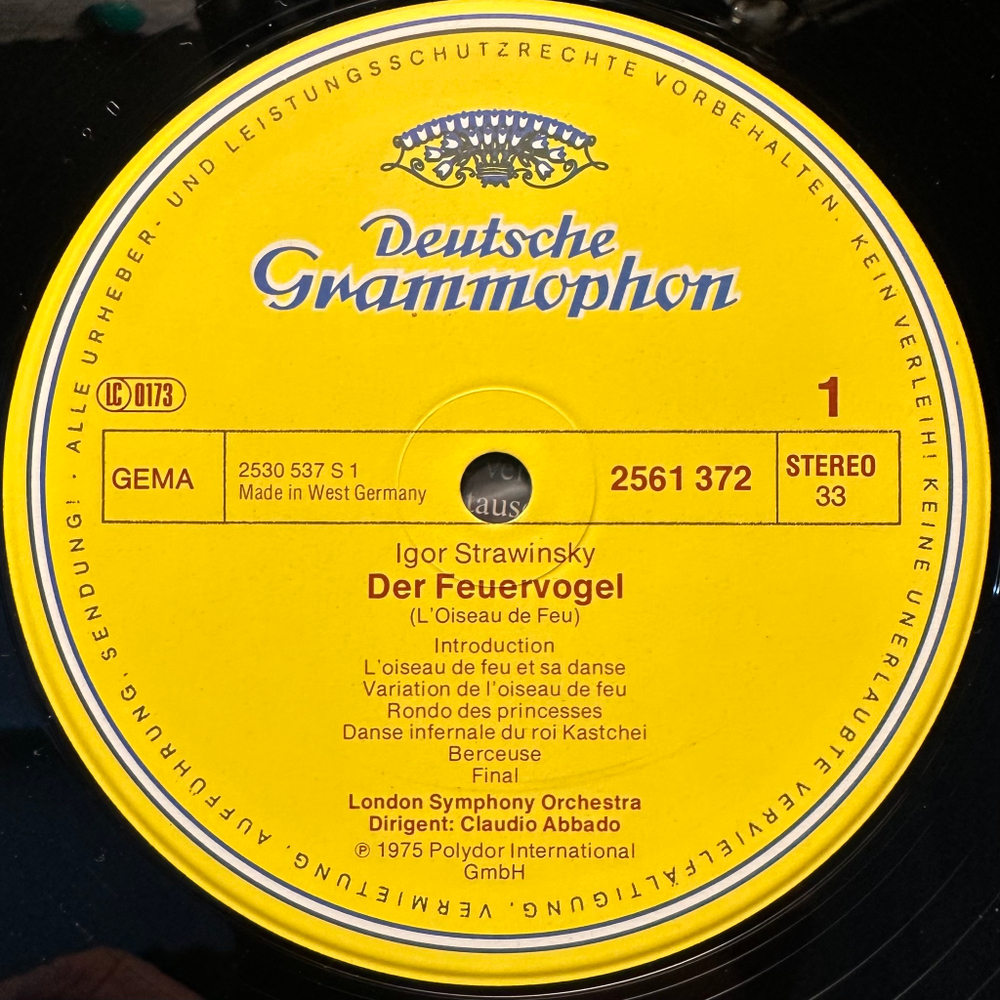 ALLE URHEBER- UND LEISTUNGSSCHUTZRECHTE VORBEHALTEN. KEIN VERLEIH! KEINE UNERLAUBTE VERVIELFÄLTIGUNG, VERMIETUNG, AUFFÜHRUNG, SENDUNG! ·
Deutsche
Grammophon
LC 0173
1
GEMA
2530 537 S 1
Made in West Germany
2561 372
STEREO
33
Igor Strawinsky
Der Feuervogel
(L'Oiseau de Feu)
Introduction
L'oiseau de feu et sa danse
Variation de l'oiseau de feu
Rondo des princesses
Danse infernale du roi Kastchei
Berceuse
Final
London Symphony Orchestra
Dirigent: Claudio Abbado
℗ 1975 Polydor International
GmbH